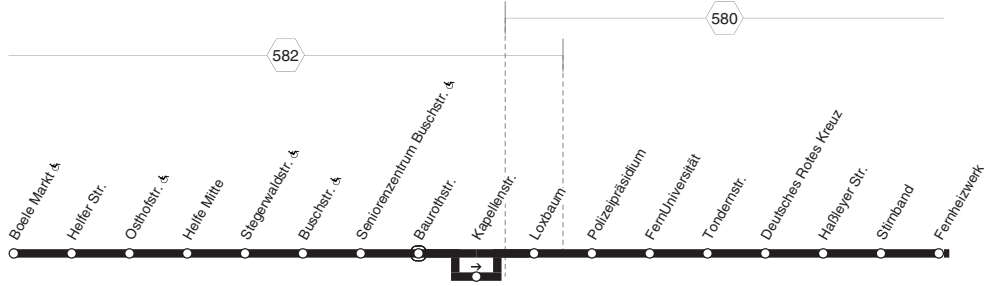 580
582
Boele Markt
Helfer Str.
Osthofstr.
Helfe Mitte
Stegerwaldstr.
Buschstr.
Seniorenzentrum Buschstr.
Baurothstr.
Kapellenstr.
Loxbaum
Polizeipräsidium
FernUniversität
Tondernstr.
Deutsches Rotes Kreuz
Haßleyer Str.
Stirnband
Fernheizwerk